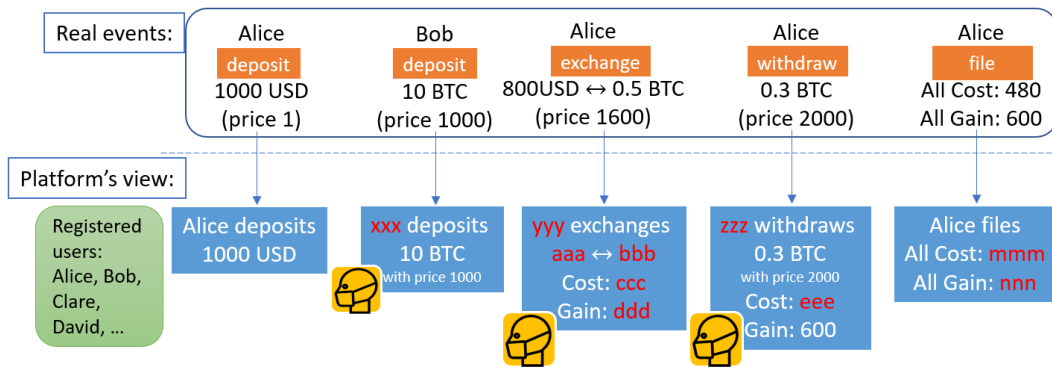 Real events:
Alice
deposit
1000 USD
(price 1)
Bob
deposit
10 BTC
(price 1000)
Alice
exchange
800USD ↔ 0.5 BTC
(price 1600)
Alice
withdraw
0.3 BTC
(price 2000)
Alice
file
All Cost: 480
All Gain: 600
Platform's view:
Registered
users:
Alice, Bob,
Clare,
David, ...
Alice deposits
1000 USD
xxx deposits
10 BTC
with price 1000
yyy exchanges
aaa ↔ bbb
Cost: ccc
Gain: ddd
zzz withdraws
0.3 BTC
with price 2000
Cost: eee
Gain: 600
Alice files
All Cost: mmm
All Gain: nnn